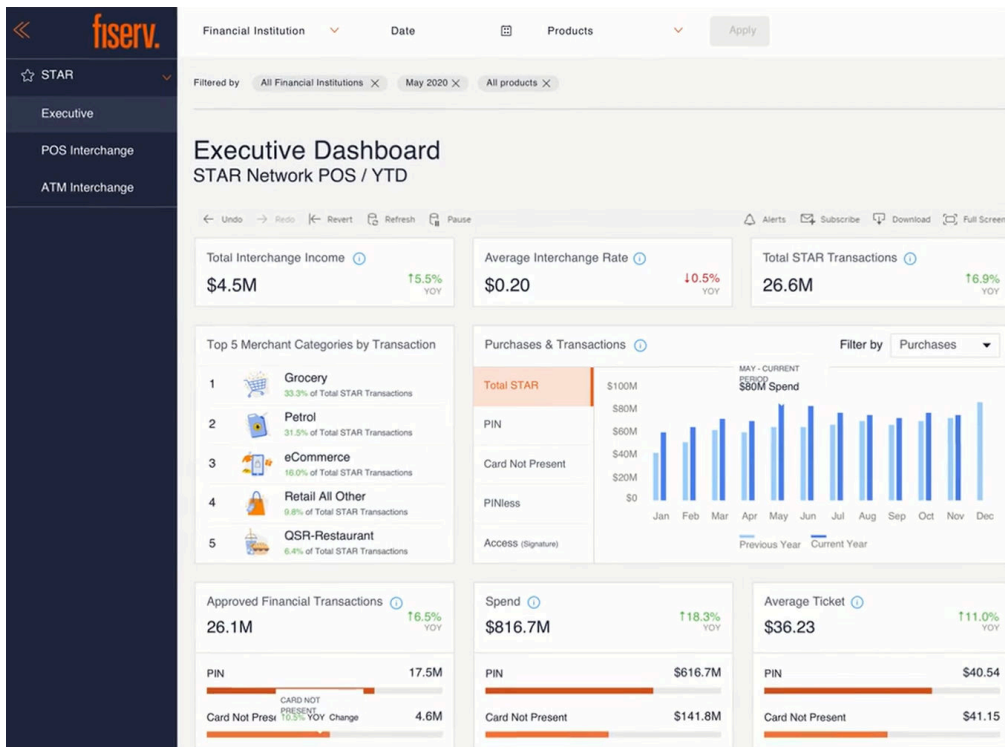 fiserv.
Financial Institution
Date
Products
Apply
STAR
Filtered by
All Financial Institutions
May 2020
All products
Executive
POS Interchange
ATM Interchange
Executive Dashboard
STAR Network POS / YTD
Undo
Redo
Revert
Refresh
Pause
Alerts
Subscribe
Download
Full Screen
Total Interchange Income
$4.5M
↑5.5%
YOY
Average Interchange Rate
$0.20
↓0.5%
YOY
Total STAR Transactions
26.6M
↑6.9%
YOY
Top 5 Merchant Categories by Transaction
1
Grocery
33.3% of Total STAR Transactions
2
Petrol
31.5% of Total STAR Transactions
3
eCommerce
16.0% of Total STAR Transactions
4
Retail All Other
9.8% of Total STAR Transactions
5
QSR-Restaurant
6.4% of Total STAR Transactions
Purchases & Transactions
Filter by
Purchases
Total STAR
PIN
Card Not Present
PINless
Access (Signature)
MAY - CURRENT
PERIOD
$80M Spend
$100M
$80M
$60M
$40M
$20M
$0
Jan Feb Mar Apr May Jun Jul Aug Sep Oct Nov Dec
Previous Year Current Year
Approved Financial Transactions
26.1M
↑6.5%
YOY
PIN
17.5M
CARD NOT
PRESENT
10.5% YOY Change
Card Not Prese
4.6M
Spend
$816.7M
↑18.3%
YOY
PIN
$616.7M
Card Not Present
$141.8M
Average Ticket
$36.23
↑11.0%
YOY
PIN
$40.54
Card Not Present
$41.15